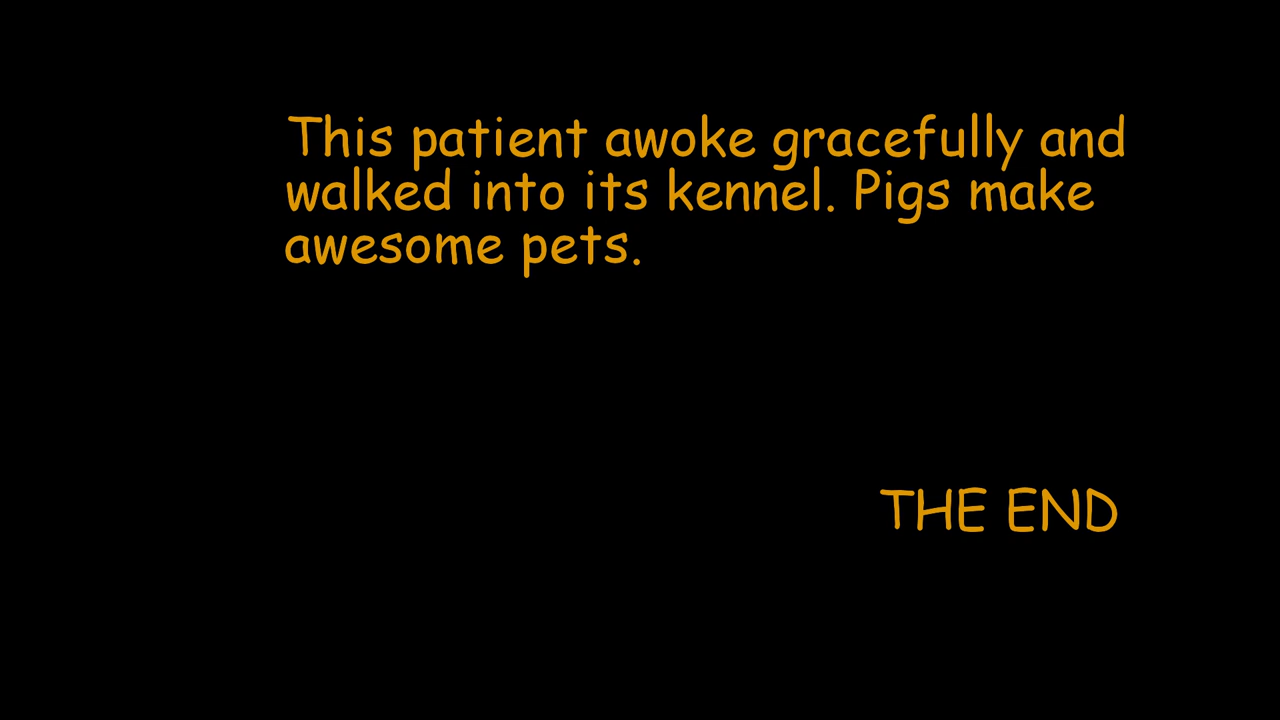 This patient awoke gracefully and
walked into its kennel. Pigs make
awesome pets.
THE END